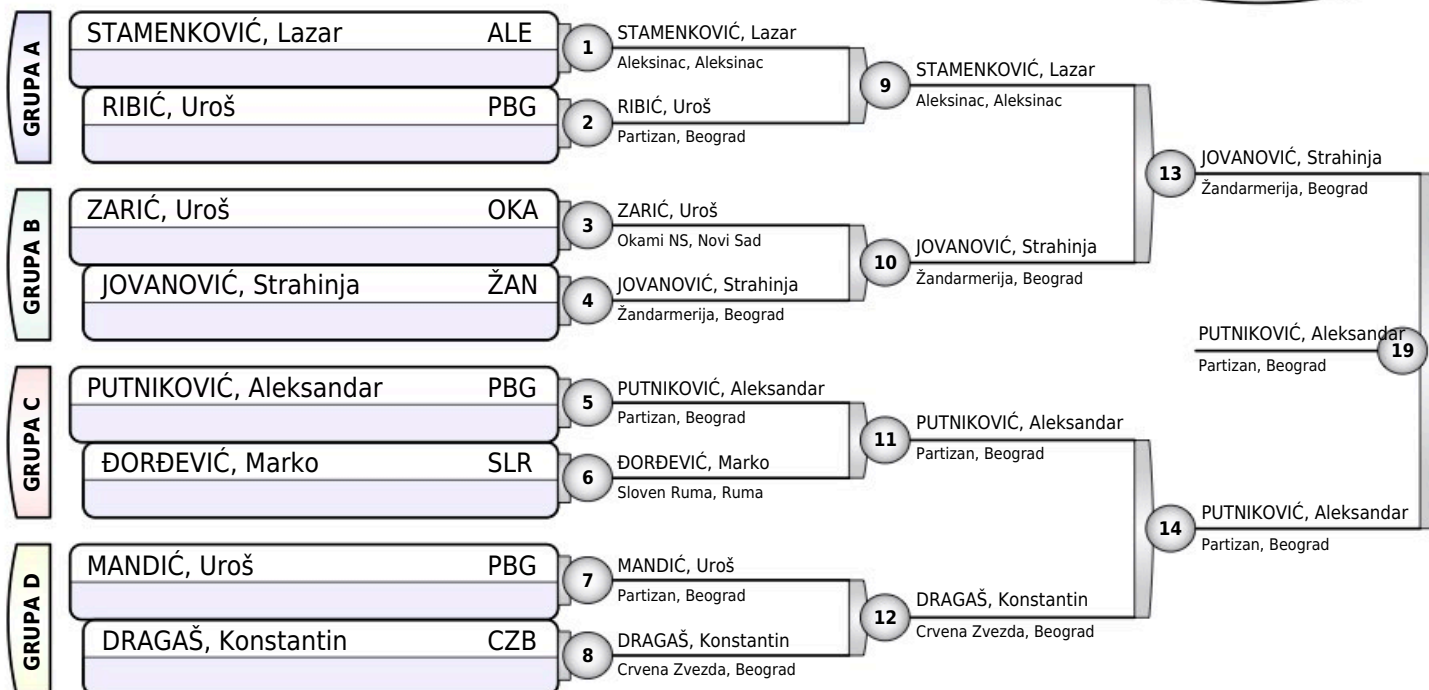 GRUPA A
STAMENKOVIĆ, Lazar ALE
RIBIĆ, Uroš PBG
1
STAMENKOVIĆ, Lazar
Aleksinac, Aleksinac
2
RIBIĆ, Uroš
Partizan, Beograd
9
STAMENKOVIĆ, Lazar
Aleksinac, Aleksinac
GRUPA B
ZARIĆ, Uroš OKA
JOVANOVIĆ, Strahinja ŽAN
3
ZARIĆ, Uroš
Okami NS, Novi Sad
4
JOVANOVIĆ, Strahinja
Žandarmerija, Beograd
10
JOVANOVIĆ, Strahinja
Žandarmerija, Beograd
13
JOVANOVIĆ, Strahinja
Žandarmerija, Beograd
GRUPA C
PUTNIKOVIĆ, Aleksandar PBG
ĐORĐEVIĆ, Marko SLR
5
PUTNIKOVIĆ, Aleksandar
Partizan, Beograd
6
ĐORĐEVIĆ, Marko
Sloven Ruma, Ruma
11
PUTNIKOVIĆ, Aleksandar
Partizan, Beograd
GRUPA D
MANDIĆ, Uroš PBG
DRAGAŠ, Konstantin CZB
7
MANDIĆ, Uroš
Partizan, Beograd
8
DRAGAŠ, Konstantin
Crvena Zvezda, Beograd
12
DRAGAŠ, Konstantin
Crvena Zvezda, Beograd
14
PUTNIKOVIĆ, Aleksandar
Partizan, Beograd
PUTNIKOVIĆ, Aleksandar
19
Partizan, Beograd